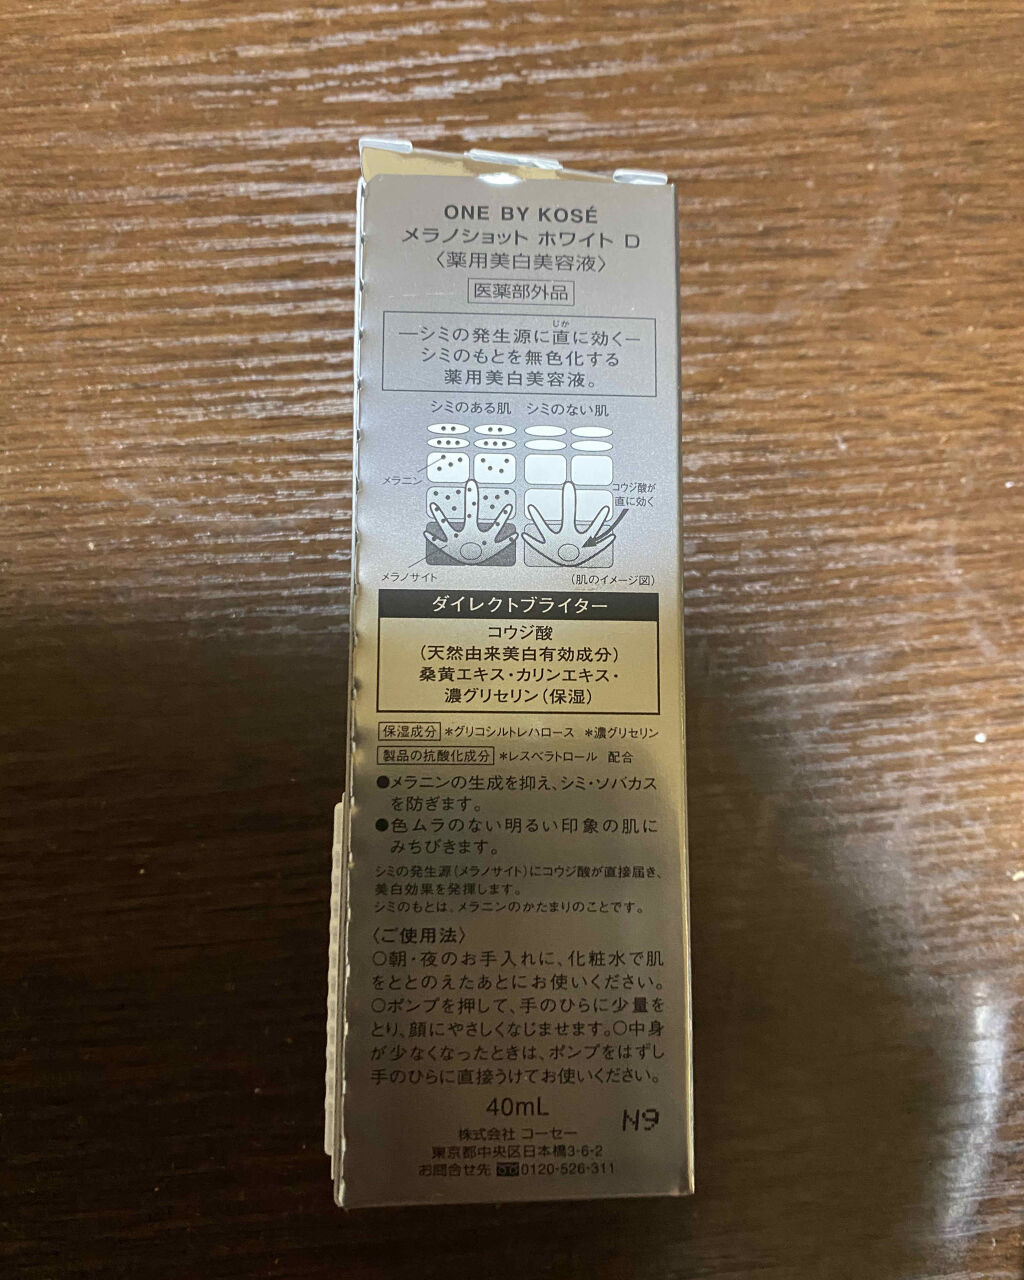 ONE BY KOSÉ
メラノショット ホワイト D
〈薬用美白美容液〉
医薬部外品
じか
―シミの発生源に直に効く―
シミのもとを無色化する
薬用美白美容液。
シミのある肌 シミのない肌
メラニン
コウジ酸が
直に効く
メラノサイト
(肌のイメージ図)
ダイレクトブライター
コウジ酸
(天然由来美白有効成分)
桑黄エキス・カリンエキス・
濃グリセリン(保湿)
保湿成分 *グリコシルトレハロース *濃グリセリン
製品の抗酸化成分 *レスベラトロール 配合
●メラニンの生成を抑え、シミ・ソバカス
を防ぎます。
●色ムラのない明るい印象の肌に
みちびきます。
シミの発生源(メラノサイト)にコウジ酸が直接届き、
美白効果を発揮します。
シミのもとは、メラニンのかたまりのことです。
〈ご使用法〉
○朝・夜のお手入れに、化粧水で肌
をととのえたあとにお使いください。
○ポンプを押して、手のひらに少量を
とり、顔にやさしくなじませます。○中身
が少なくなったときは、ポンプをはずし
手のひらに直接うけてお使いください。
40mL
N9
株式会社 コーセー
東京都中央区日本橋3-6-2
お問合せ先 0120-526-311